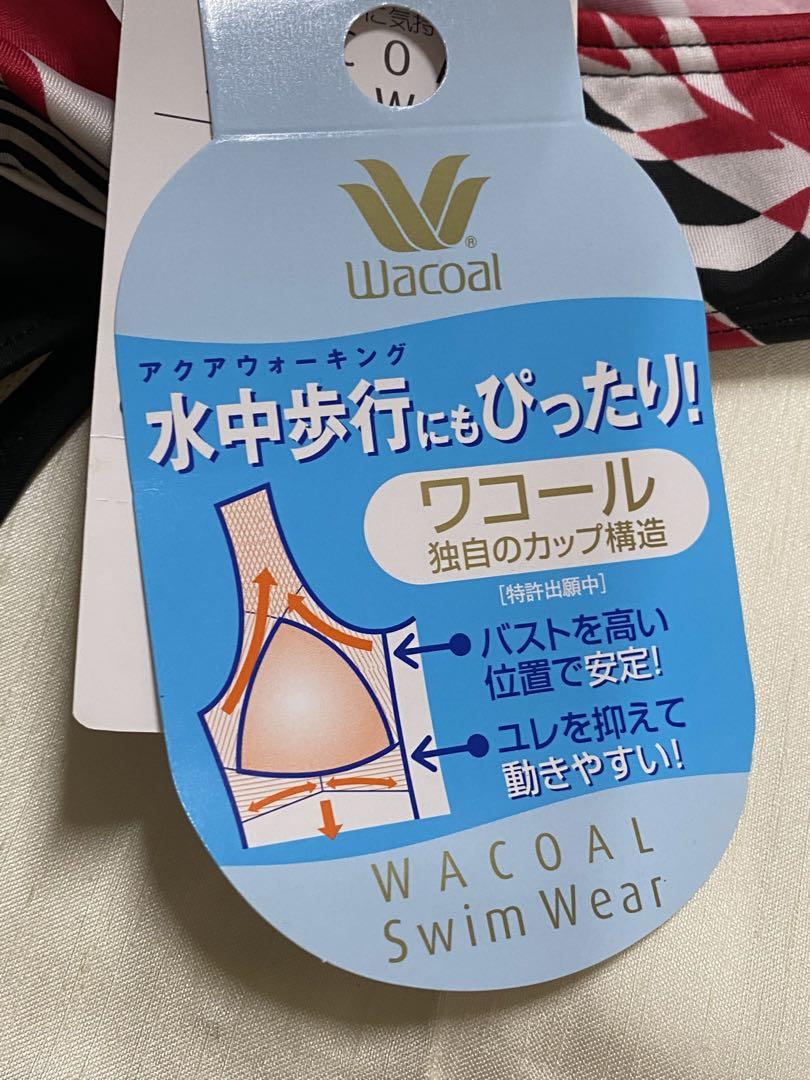 に気持
C O A
W
Wacoal®
アクアウォーキング
水中歩行にもぴったり!
ワコール
独自のカップ構造
[特許出願中]
バストを高い
位置で安定!
ユレを抑えて
動きやすい!
WACOAL
Swim Wear